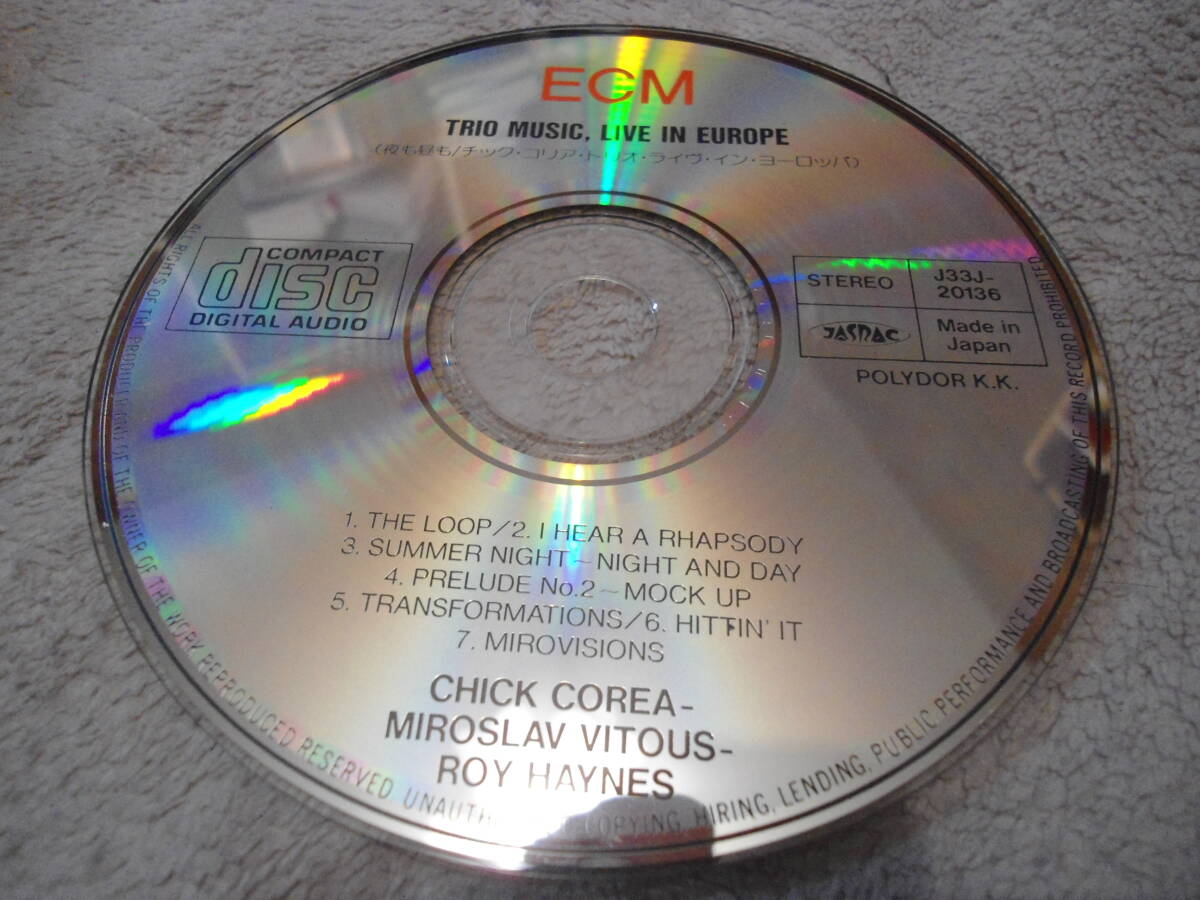 ECM
TRIO MUSIC, LIVE IN EUROPE
(夜も昼も/チック・コリア・トリオ・ライヴ・イン・ヨーロッパ)
COMPACT
disc
DIGITAL AUDIO
STEREO
J33J-
20136
JASRAC
Made in
Japan
POLYDOR K.K.
1. THE LOOP/2. I HEAR A RHAPSODY
3. SUMMER NIGHT~NIGHT AND DAY
4. PRELUDE No.2~MOCK UP
5. TRANSFORMATIONS/6. HITTIN' IT
7. MIROVISIONS
CHICK COREA-
MIROSLAV VITOUS-
ROY HAYNES
ALL RIGHTS OF THE PRODUCER AND OF THE OWNER OF THE WORK REPRODUCED RESERVED UNAUTH COPYING, HIRING, LENDING, PUBLIC PERFORMANCE AND BROADCASTING OF THIS RECORD PROHIBITED